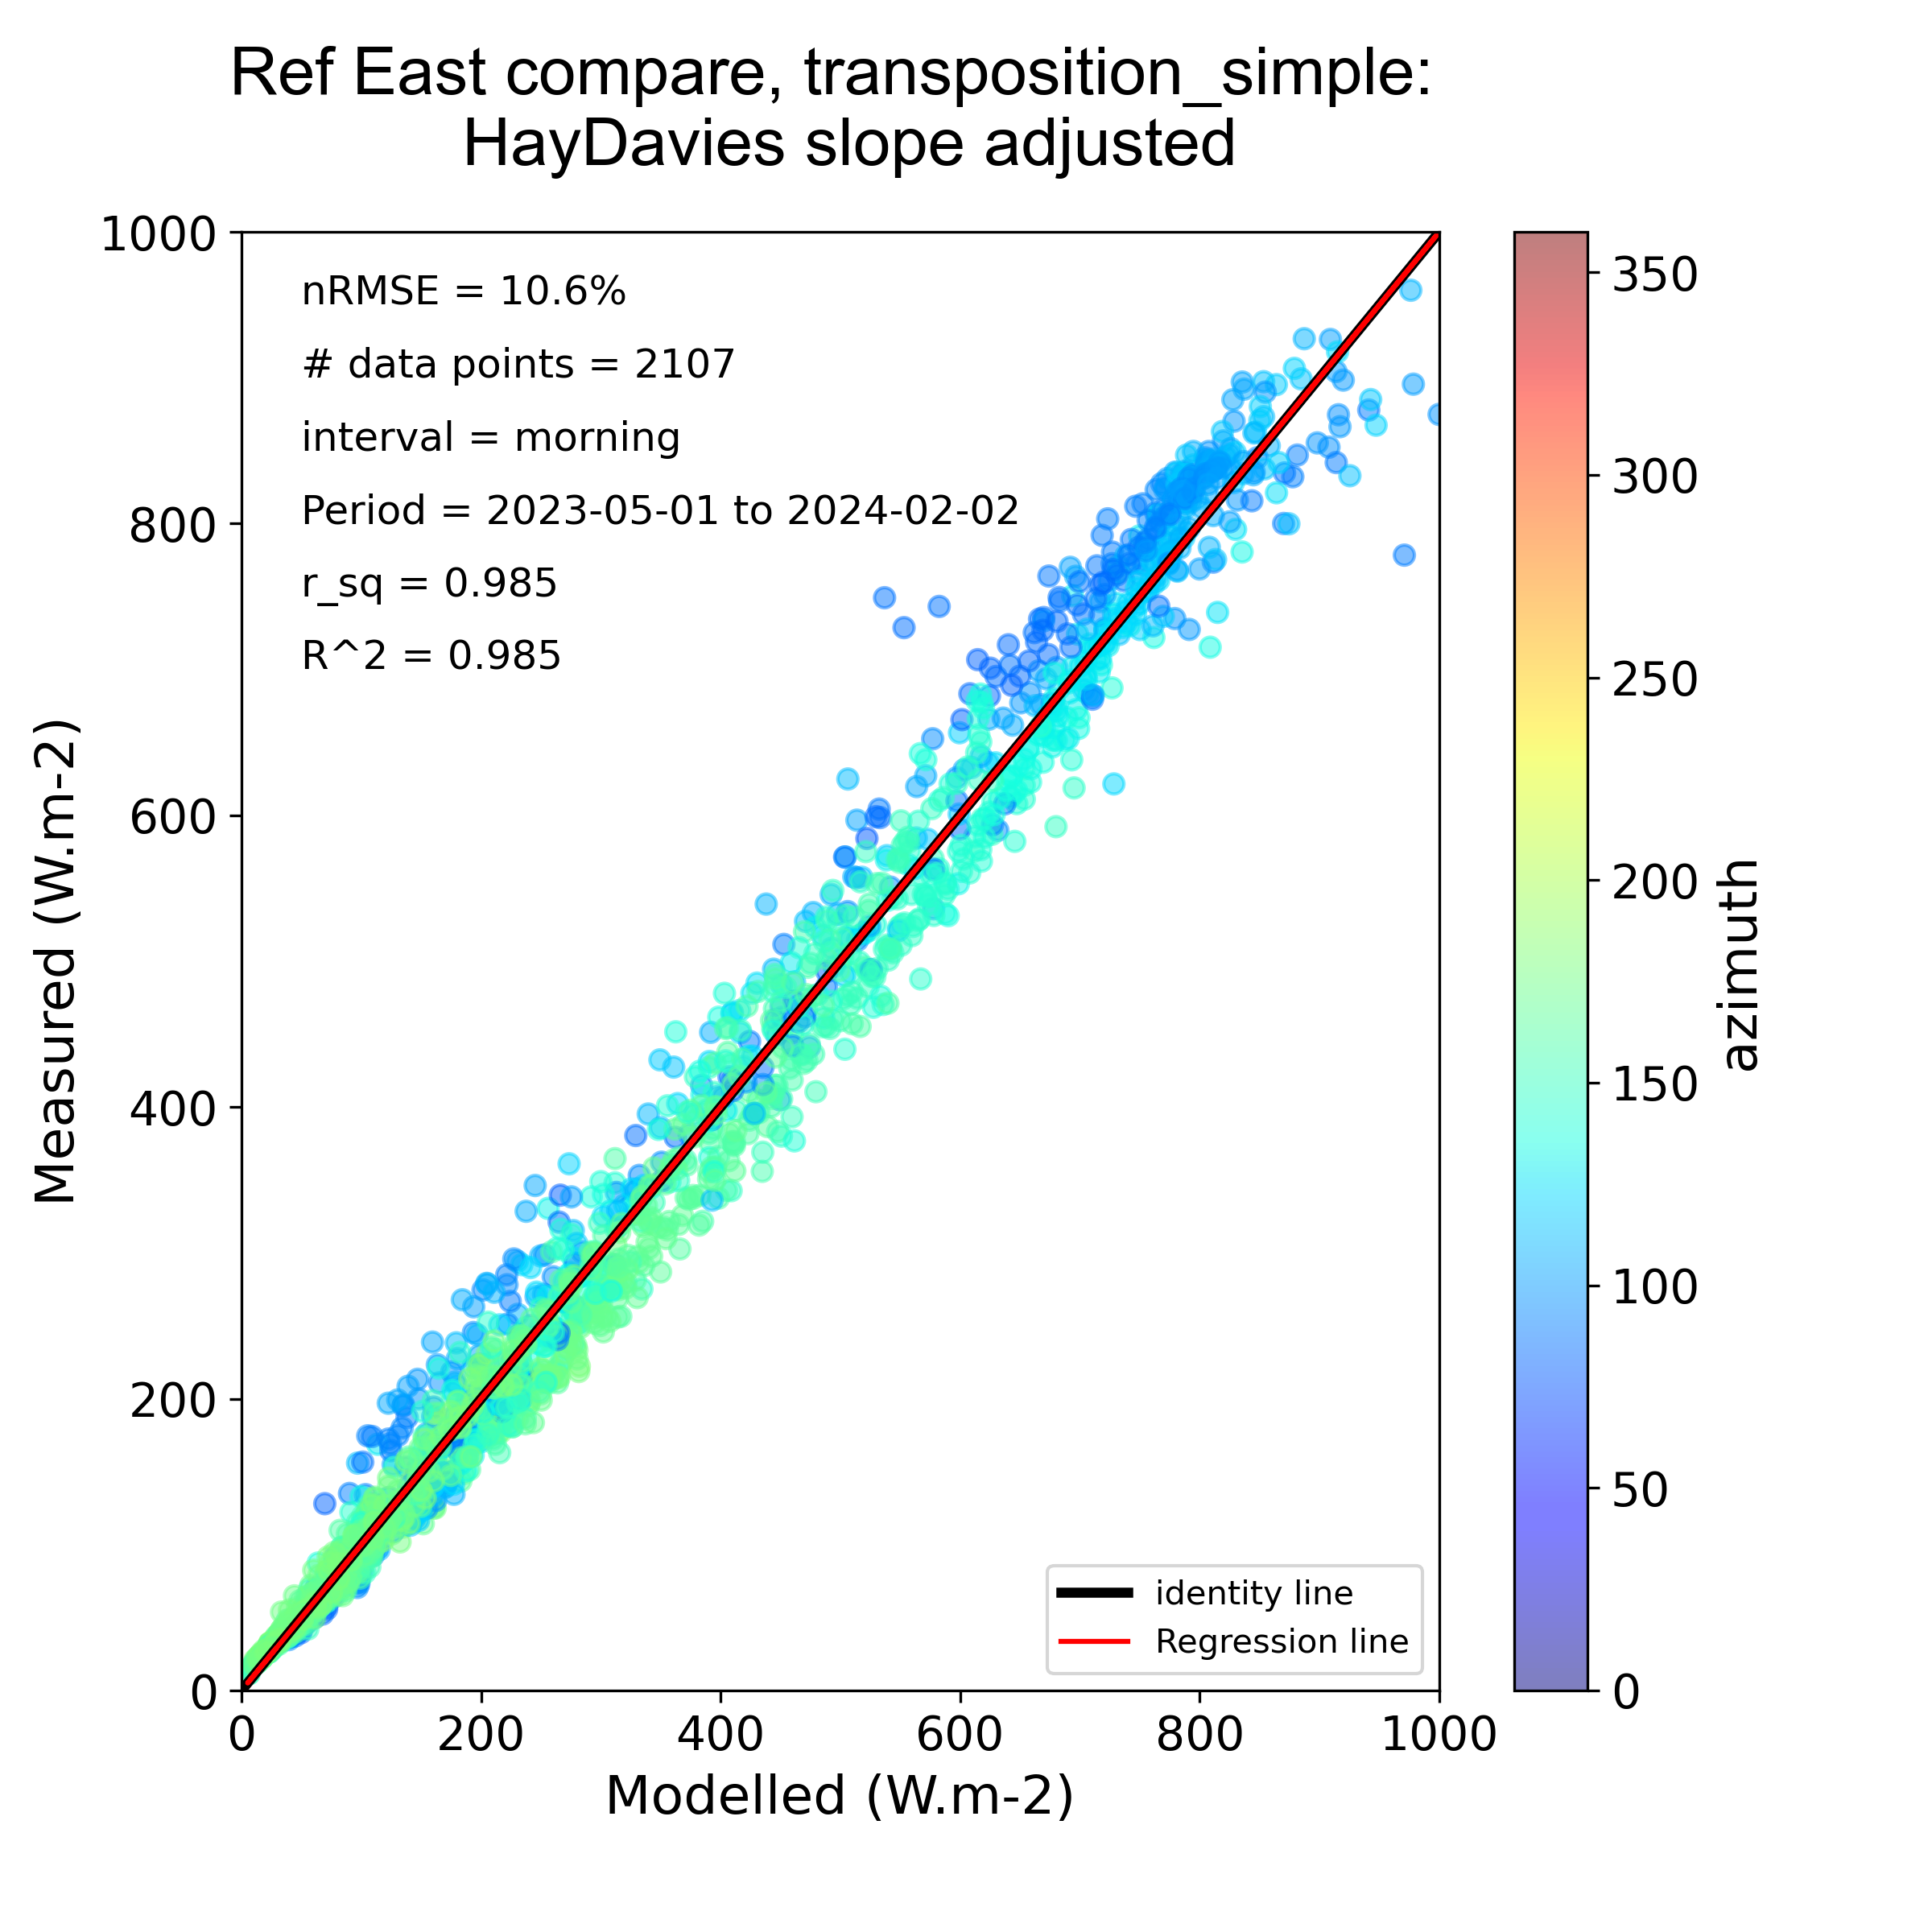 Ref East compare, transposition_simple:
HayDavies slope adjusted
nRMSE = 10.6%
# data points = 2107
interval = morning
Period = 2023-05-01 to 2024-02-02
r_sq = 0.985
R^2 = 0.985
Measured (W.m-2)
1000
800
600
400
200
0
0 200 400 600 800 1000
Modelled (W.m-2)
identity line
Regression line
350
300
250
200
150
100
50
0
azimuth